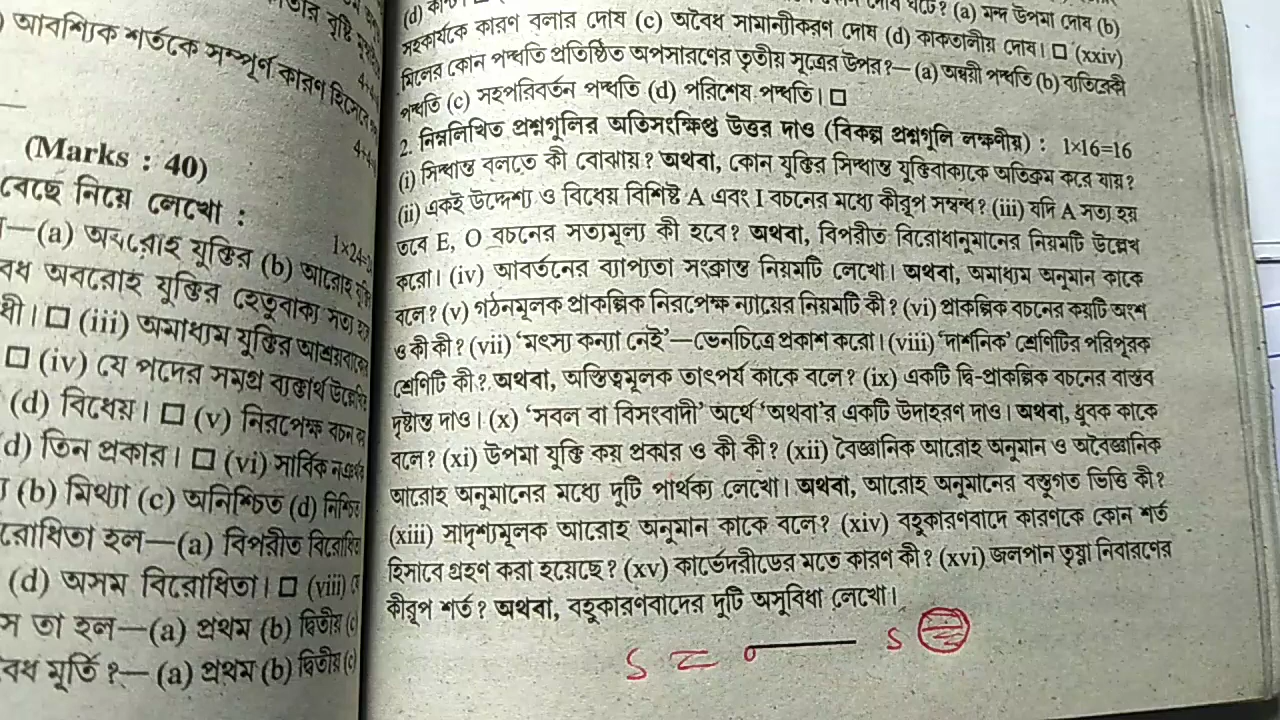 আবশ্যিক শর্তকে সম্পূর্ণ কারণ হিসেবে
(Marks : 40)
বেছে নিয়ে লেখো :
1×24=
—(a) অবরোহ যুক্তির (b) আরোহ
বৈধ অবরোহ যুক্তির হেতুবাক্য সত্য
□ (iii) অমাধ্যম যুক্তির
□ (iv) যে পদের সমগ্র ব্যক্তর্থ
(d) বিধেয়। □ (v) নিরপেক্ষ বচন
(d) তিন প্রকার। □ (vi) সার্বিক
(b) মিথ্যা (c) অনিশ্চিত (d) নিশ্চিত
বিরোধিতা হল—(a) বিপরীত
(d) অসম বিরোধিতা। □ (viii)
তা হল—(a) প্রথম (b) দ্বিতীয় (c)
মূর্তি?— (a) প্রথম (b) দ্বিতীয় (c)
(a) মন্দ উপমা দোষ (b)
সহকার্যকে কারণ বলার দোষ (c) অবৈধ সামান্যীকরণ দোষ (d) কাকতালীয় দোষ। □ (xxiv)
মিলের কোন পদ্ধতি প্রতিষ্ঠিত অপসারণের তৃতীয় সূত্রের উপর?— (a) অন্বয়ী পদ্ধতি (b) ব্যতিরেকী
পদ্ধতি (c) সহপরিবর্তন পদ্ধতি (d) পরিশেষ পদ্ধতি। □
2. নিম্নলিখিত প্রশ্নগুলির অতিসংক্ষিপ্ত উত্তর দাও (বিকল্প প্রশ্নগুলি লক্ষণীয়) : 1×16=16
(i) সিদ্ধান্ত বলতে কী বোঝায়? অথবা, কোন যুক্তির সিদ্ধান্ত যুক্তিবাক্যকে অতিক্রম করে যায়?
(ii) একই উদ্দেশ্য ও বিধেয় বিশিষ্ট A এবং I বচনের মধ্যে কীরূপ সম্বন্ধ? (iii) যদি A সত্য হয়
তবে E, O বচনের সত্যমূল্য কী হবে? অথবা, বিপরীত বিরোধানুমানের নিয়মটি উল্লেখ
করো। (iv) আবর্তনের ব্যাপ্যতা সংক্রান্ত নিয়মটি লেখো। অথবা, অমাধ্যম অনুমান কাকে
বলে? (v) গঠনমূলক প্রাকল্পিক নিরপেক্ষ ন্যায়ের নিয়মটি কী? (vi) প্রাকল্পিক বচনের কয়টি অংশ
ও কী কী? (vii) ‘মৎস্য কন্যা নেই’—ভেনচিত্রে প্রকাশ করো। (viii) ‘দার্শনিক’ শ্রেণিটির পরিপূরক
শ্রেণিটি কী? অথবা, অস্তিত্বমূলক তাৎপর্য কাকে বলে? (ix) একটি দ্বি-প্রাকল্পিক বচনের বাস্তব
দৃষ্টান্ত দাও। (x) ‘সবল বা বিসংবাদী’ অর্থে ‘অথবা’র একটি উদাহরণ দাও। অথবা, ধ্রুবক কাকে
বলে? (xi) উপমা যুক্তি কয় প্রকার ও কী কী? (xii) বৈজ্ঞানিক আরোহ অনুমান ও অবৈজ্ঞানিক
আরোহ অনুমানের মধ্যে দুটি পার্থক্য লেখো। অথবা, আরোহ অনুমানের বস্তুগত ভিত্তি কী?
(xiii) সাদৃশ্যমূলক আরোহ অনুমান কাকে বলে? (xiv) বহুকারণবাদে কারণকে কোন শর্ত
হিসাবে গ্রহণ করা হয়েছে? (xv) কার্ভেদরীডের মতে কারণ কী? (xvi) জলপান তৃষ্ণা নিবারণের
কীরূপ শর্ত? অথবা, বহুকারণবাদের দুটি অসুবিধা লেখো।
S = 0 S